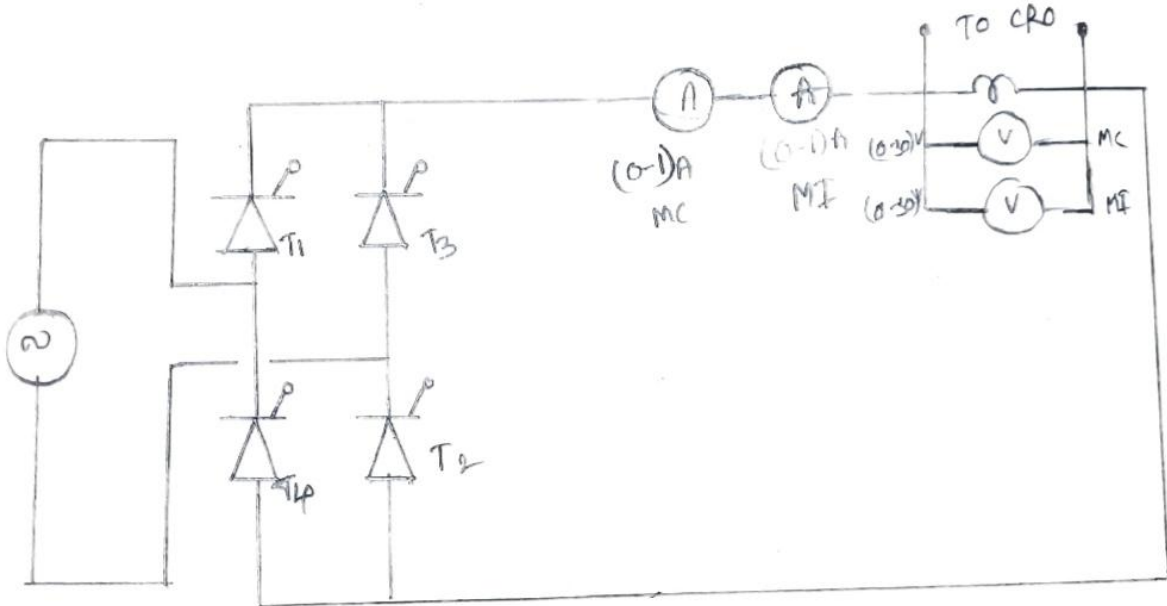 TO CRO
A
A
(0-1)A
MC
(0-1)A
MI
(0-30)V
V
MC
(0-30)V
V
MI
T1
T3
T4
T2